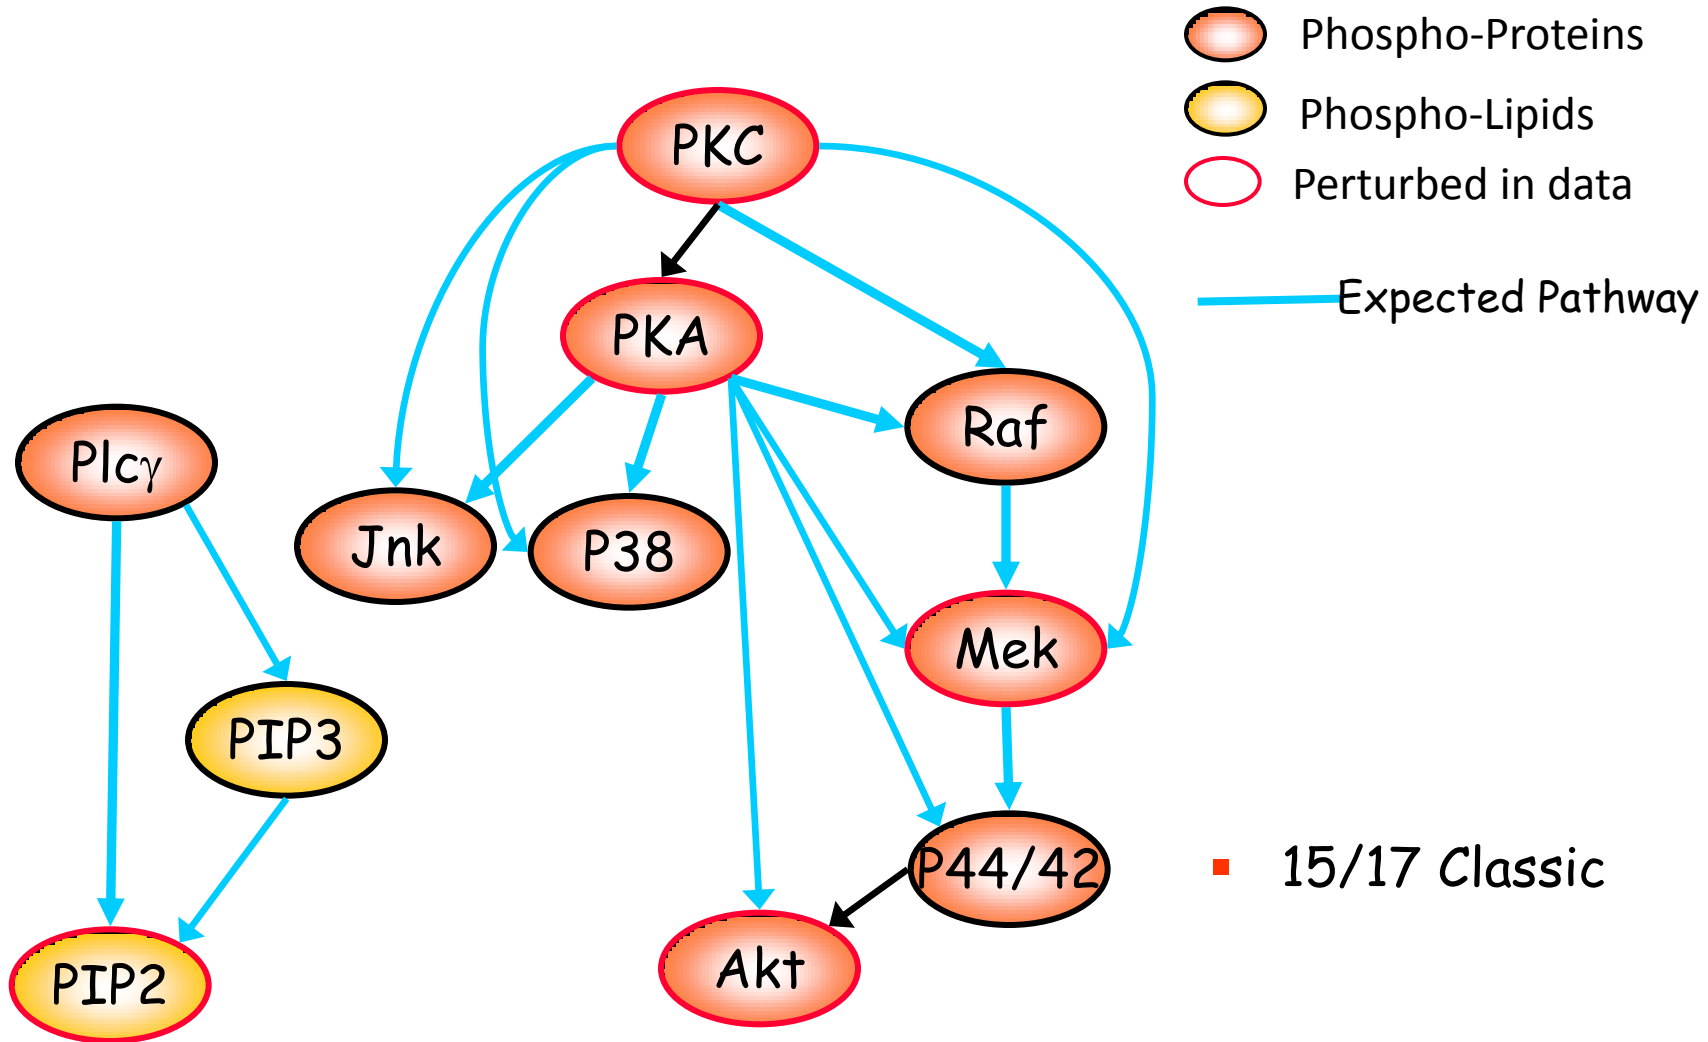 Phospho-Proteins
Phospho-Lipids
Perturbed in data
Expected Pathway
PKC
PKA
Raf
Plcγ
Jnk
P38
Mek
PIP3
P44/42
15/17 Classic
Akt
PIP2